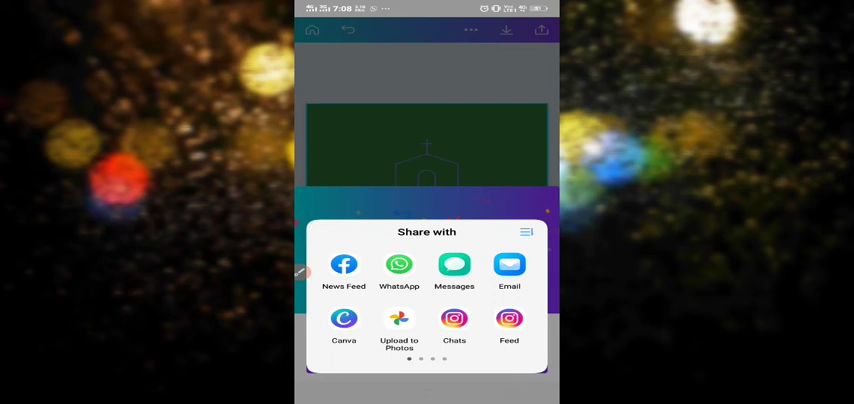 7:08
Share with
News Feed
WhatsApp
Messages
Email
Canva
Upload to
Photos
Chats
Feed